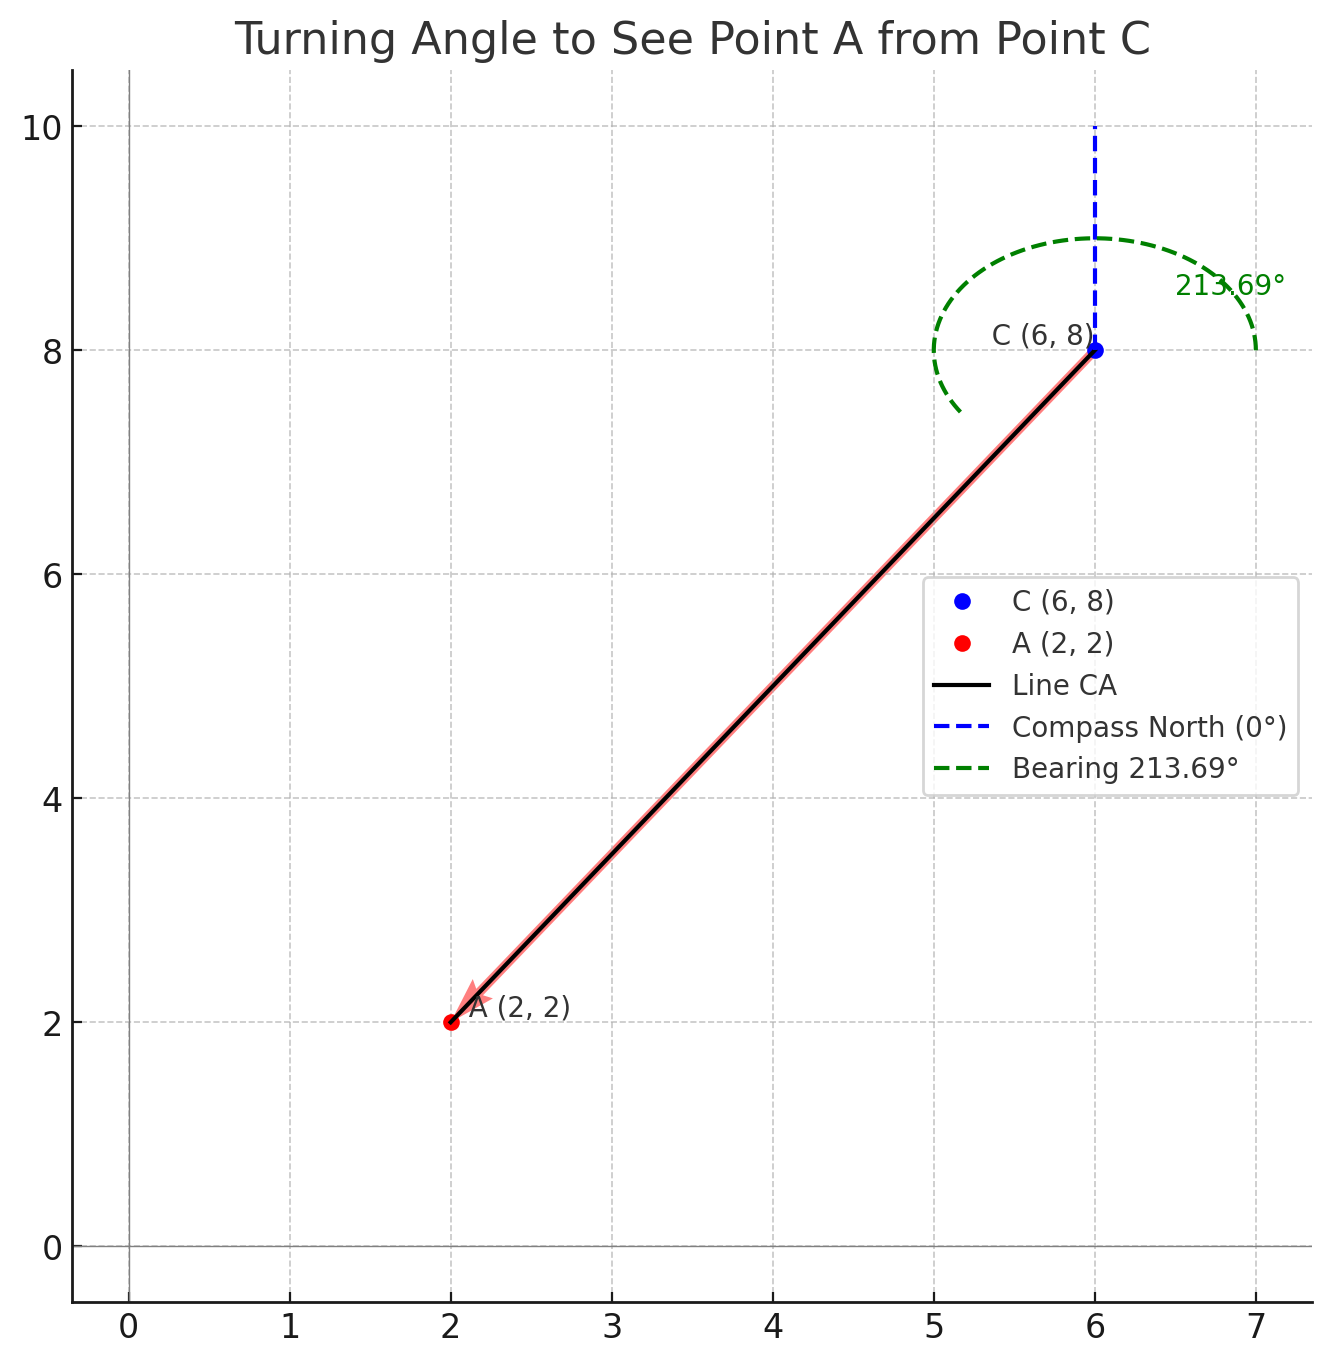 Turning Angle to See Point A from Point C
10
8
6
4
2
0
213.69°
C (6, 8)
C (6, 8)
A (2, 2)
Line CA
Compass North (0°)
Bearing 213.69°
A (2, 2)
0 1 2 3 4 5 6 7